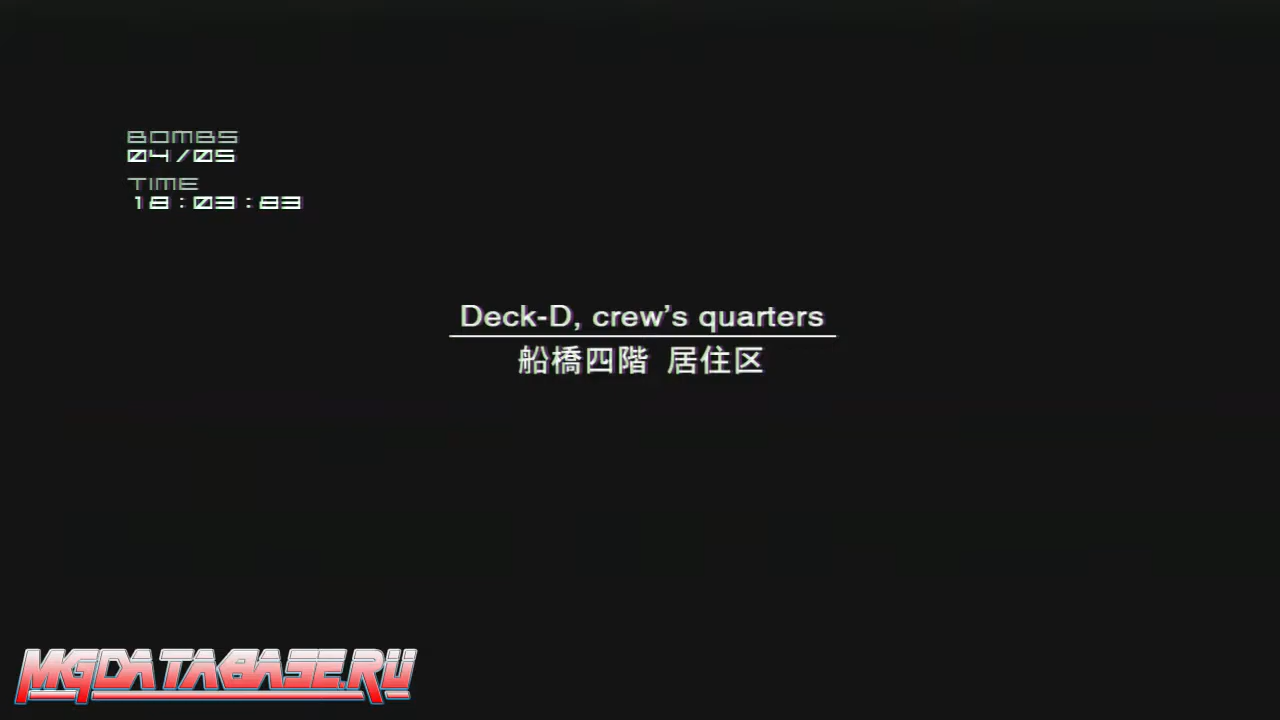 BOMBS
04/05
TIME
18:03:83
Deck-D, crew’s quarters
船橋四階 居住区
MGDATABASE.RU